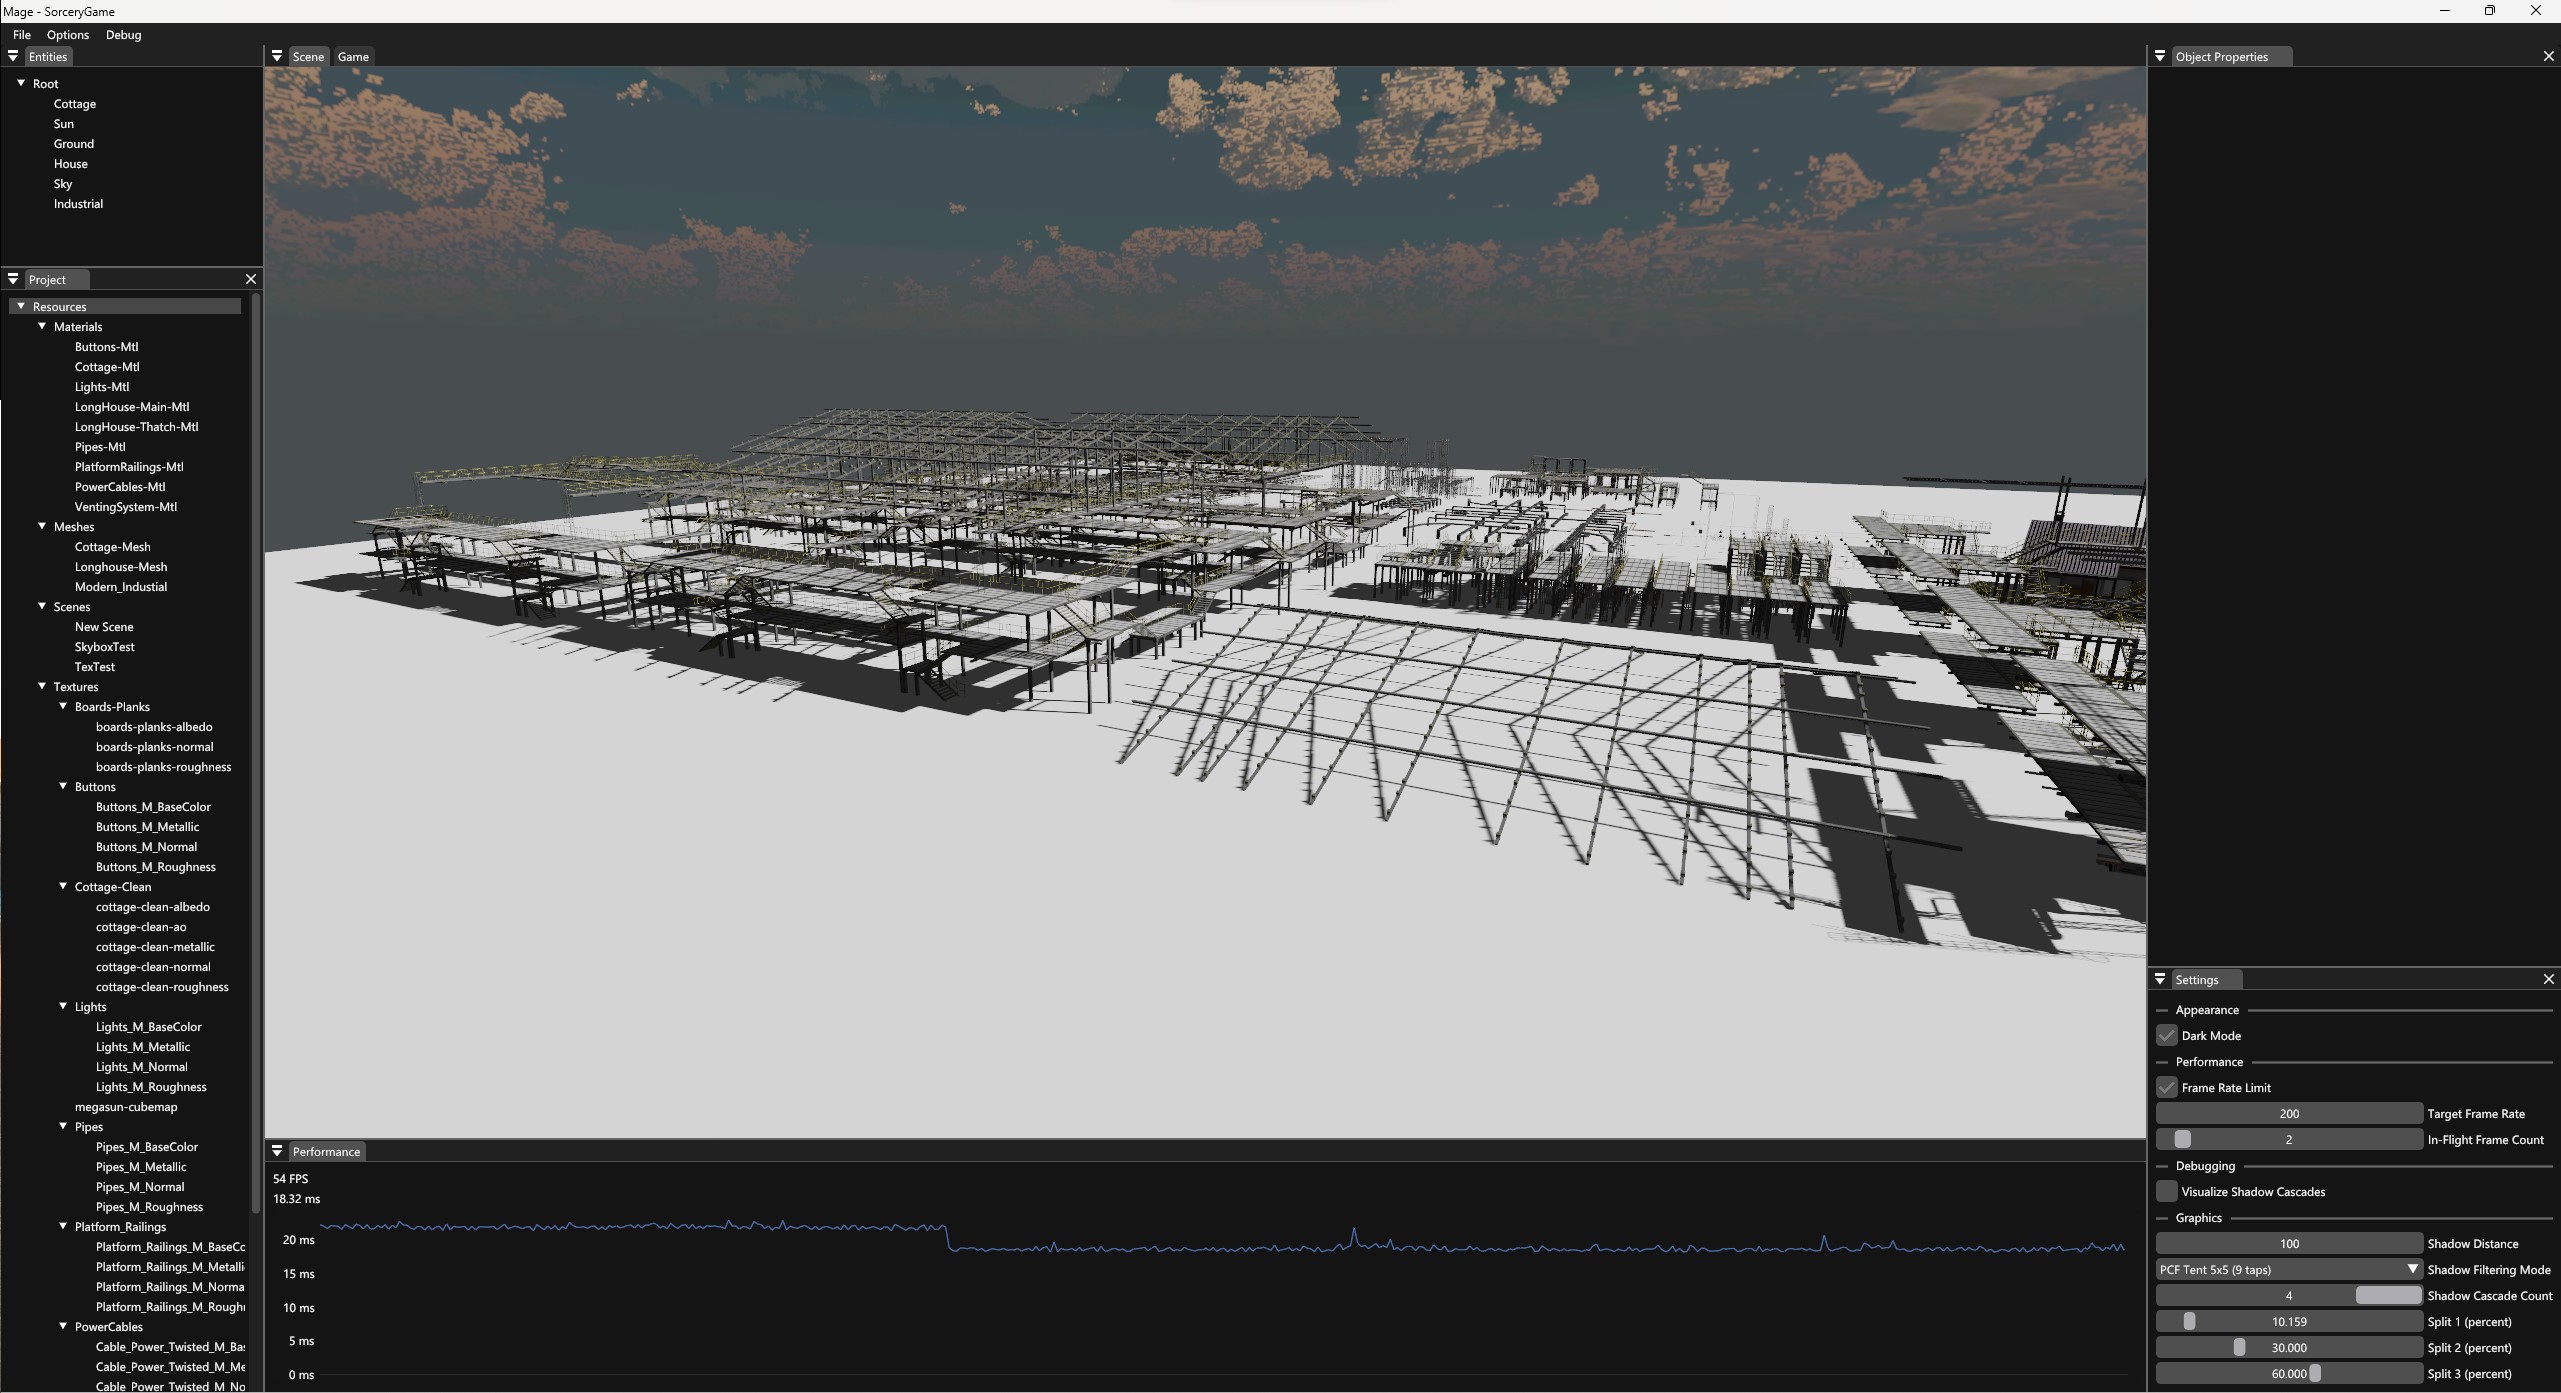 Mage - SorceryGame
File Options Debug
Entities
Root
Cottage
Sun
Ground
House
Sky
Industrial
Project
Resources
Materials
Buttons-Mtl
Cottage-Mtl
Lights-Mtl
LongHouse-Main-Mtl
LongHouse-Thatch-Mtl
Pipes-Mtl
PlatformRailings-Mtl
PowerCables-Mtl
VentingSystem-Mtl
Meshes
Cottage-Mesh
Longhouse-Mesh
Modern_Industial
Scenes
New Scene
SkyboxTest
TexTest
Textures
Boards-Planks
boards-planks-albedo
boards-planks-normal
boards-planks-roughness
Buttons
Buttons_M_BaseColor
Buttons_M_Metallic
Buttons_M_Normal
Buttons_M_Roughness
Cottage-Clean
cottage-clean-albedo
cottage-clean-ao
cottage-clean-metallic
cottage-clean-normal
cottage-clean-roughness
Lights
Lights_M_BaseColor
Lights_M_Metallic
Lights_M_Normal
Lights_M_Roughness
megasun-cubemap
Pipes
Pipes_M_BaseColor
Pipes_M_Metallic
Pipes_M_Normal
Pipes_M_Roughness
Platform_Railings
Platform_Railings_M_BaseCo
Platform_Railings_M_Metalli
Platform_Railings_M_Norma
Platform_Railings_M_Rough
PowerCables
Cable_Power_Twisted_M_Ba
Cable_Power_Twisted_M_Me
Cable_Power_Twisted_M_No
Scene Game
Performance
54 FPS
18.32 ms
20 ms
15 ms
10 ms
5 ms
0 ms
Object Properties
Settings
Appearance
Dark Mode
Performance
Frame Rate Limit
200 Target Frame Rate
2 In-Flight Frame Count
Debugging
Visualize Shadow Cascades
Graphics
100 Shadow Distance
PCF Tent 5x5 (9 taps) Shadow Filtering Mode
4 Shadow Cascade Count
10.159 Split 1 (percent)
30.000 Split 2 (percent)
60.000 Split 3 (percent)